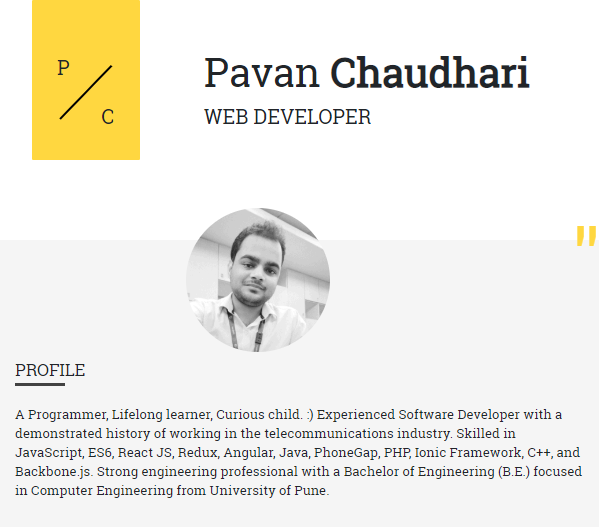 P
C
Pavan Chaudhari
WEB DEVELOPER
"
PROFILE
A Programmer, Lifelong learner, Curious child. :) Experienced Software Developer with a
demonstrated history of working in the telecommunications industry. Skilled in
JavaScript, ES6, React JS, Redux, Angular, Java, PhoneGap, PHP, Ionic Framework, C++, and
Backbone.js. Strong engineering professional with a Bachelor of Engineering (B.E.) focused
in Computer Engineering from University of Pune.